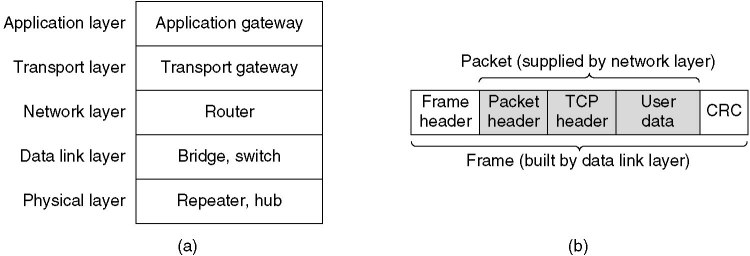 Application layer Application gateway
Transport layer Transport gateway
Network layer Router
Data link layer Bridge, switch
Physical layer Repeater, hub
(a)
Packet (supplied by network layer)
Frame header
Packet header
TCP header
User data
CRC
Frame (built by data link layer)
(b)